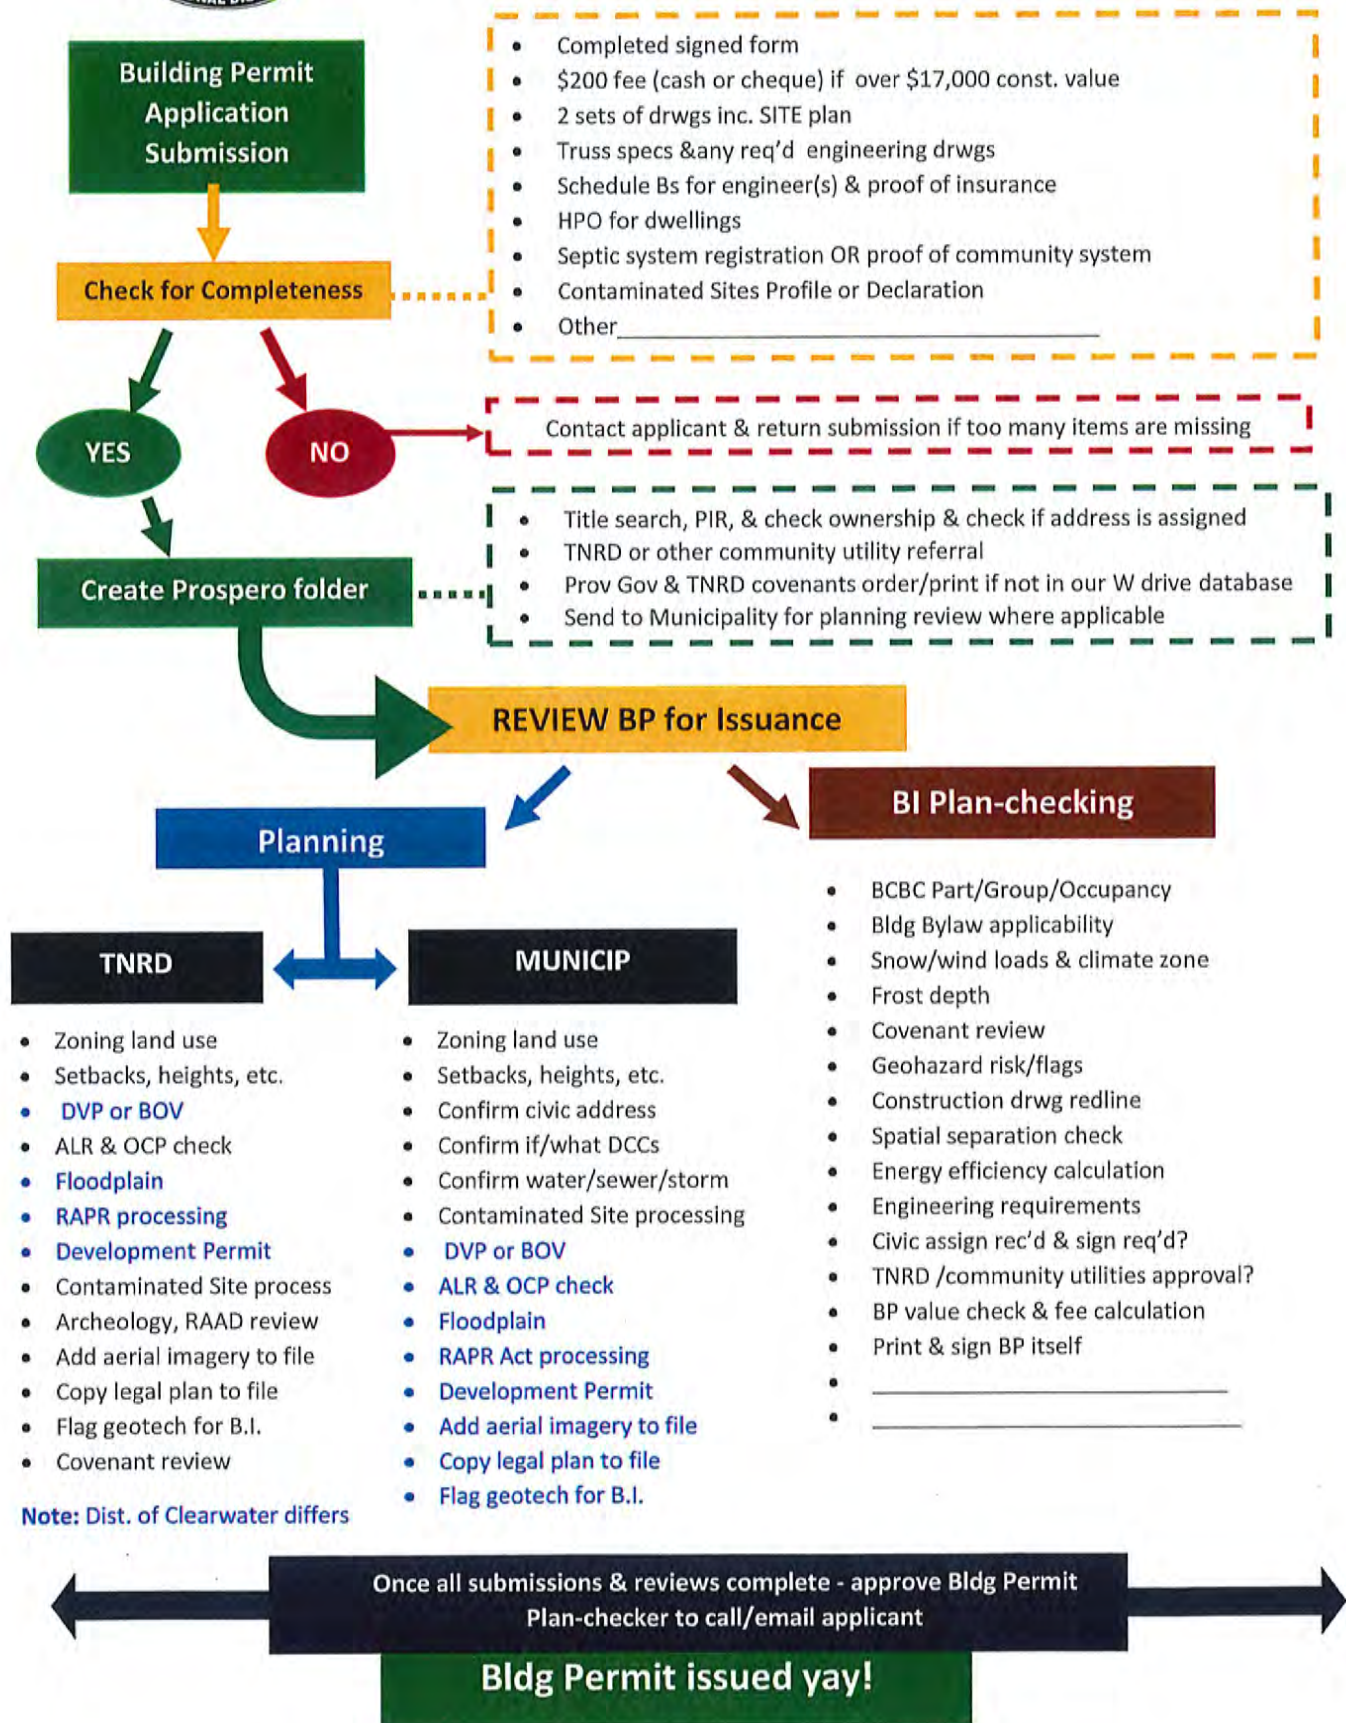 Building Permit
Application
Submission
• Completed signed form
• $200 fee (cash or cheque) if over $17,000 const. value
• 2 sets of drwgs inc. SITE plan
• Truss specs &any req'd engineering drwgs
• Schedule Bs for engineer(s) & proof of insurance
• HPO for dwellings
• Septic system registration OR proof of community system
• Contaminated Sites Profile or Declaration
• Other
Check for Completeness
YES
NO
Contact applicant & return submission if too many items are missing
• Title search, PIR, & check ownership & check if address is assigned
• TNRD or other community utility referral
• Prov Gov & TNRD covenants order/print if not in our W drive database
• Send to Municipality for planning review where applicable
Create Prospero folder
REVIEW BP for Issuance
Planning
BI Plan-checking
TNRD
• Zoning land use
• Setbacks, heights, etc.
• DVP or BOV
• ALR & OCP check
• Floodplain
• RAPR processing
• Development Permit
• Contaminated Site process
• Archeology, RAAD review
• Add aerial imagery to file
• Copy legal plan to file
• Flag geotech for B.I.
• Covenant review
Note: Dist. of Clearwater differs
MUNICIP
• Zoning land use
• Setbacks, heights, etc.
• Confirm civic address
• Confirm if/what DCCs
• Confirm water/sewer/storm
• Contaminated Site processing
• DVP or BOV
• ALR & OCP check
• Floodplain
• RAPR Act processing
• Development Permit
• Add aerial imagery to file
• Copy legal plan to file
• Flag geotech for B.I.
• BCBC Part/Group/Occupancy
• Bldg Bylaw applicability
• Snow/wind loads & climate zone
• Frost depth
• Covenant review
• Geohazard risk/flags
• Construction drwg redline
• Spatial separation check
• Energy efficiency calculation
• Engineering requirements
• Civic assign rec'd & sign req'd?
• TNRD /community utilities approval?
• BP value check & fee calculation
• Print & sign BP itself
Once all submissions & reviews complete - approve Bldg Permit
Plan-checker to call/email applicant
Bldg Permit issued yay!